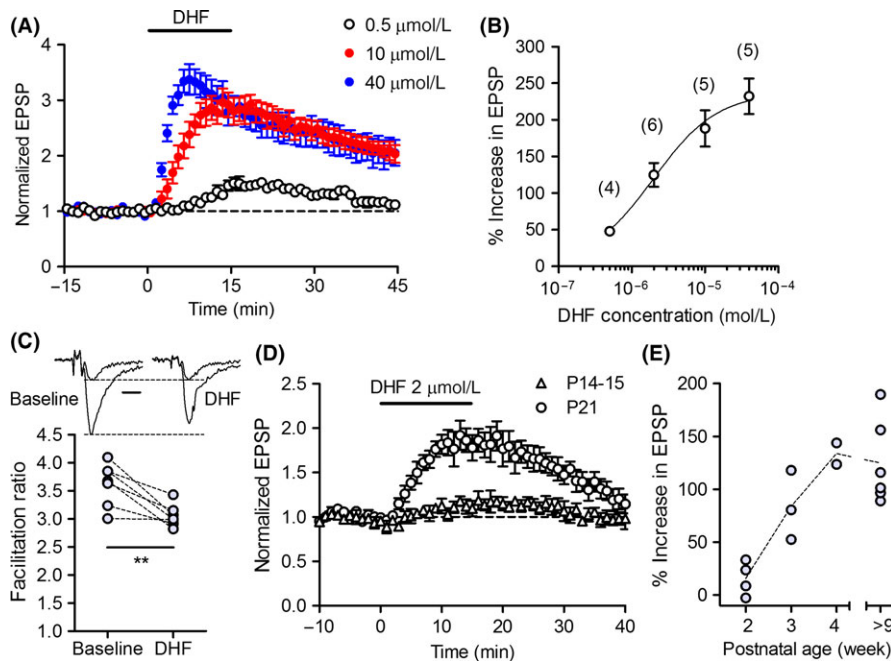 (A)
DHF
0.5 μmol/L
10 μmol/L
40 μmol/L
Normalized EPSP
4
3
2
1
0
-15 0 15 30 45
Time (min)
(B)
% Increase in EPSP
300
250
200
150
100
50
0
(4)
(6)
(5)
(5)
10⁻⁷ 10⁻⁶ 10⁻⁵ 10⁻⁴
DHF concentration (mol/L)
(C)
Baseline
DHF
Facilitation ratio
4.5
4.0
3.5
3.0
2.5
2.0
1.5
1.0
**
Baseline DHF
(D)
DHF 2 μmol/L
P14-15
P21
Normalized EPSP
2.5
2.0
1.5
1.0
0.5
0.0
-10 0 10 20 30 40
Time (min)
(E)
% Increase in EPSP
200
150
100
50
0
2 3 4 >9
Postnatal age (week)